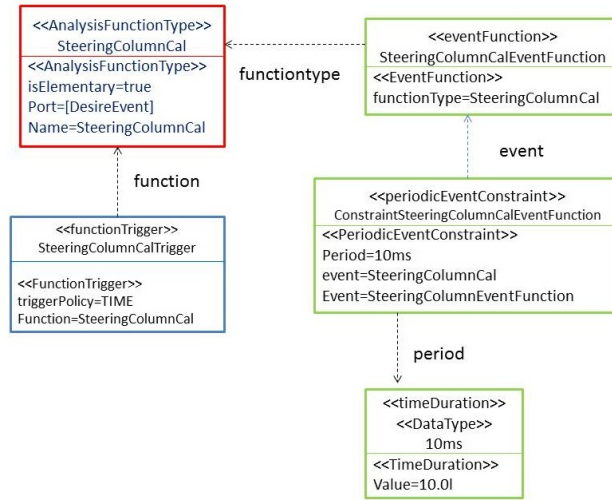 <<AnalysisFunctionType>>
SteeringColumnCal
<<AnalysisFunctionType>>
isElementary=true
Port=[DesireEvent]
Name=SteeringColumnCal
functiontype
<<eventFunction>>
SteeringColumnCalEventFunction
<<EventFunction>>
functionType=SteeringColumnCal
function
event
<<functionTrigger>>
SteeringColumnCalTrigger
<<FunctionTrigger>>
triggerPolicy=TIME
Function=SteeringColumnCal
<<periodicEventConstraint>>
ConstraintSteeringColumnCalEventFunction
<<PeriodicEventConstraint>>
Period=10ms
event=SteeringColumnCal
Event=SteeringColumnEventFunction
period
<<timeDuration>>
<<DataType>>
10ms
<<TimeDuration>>
Value=10.0l